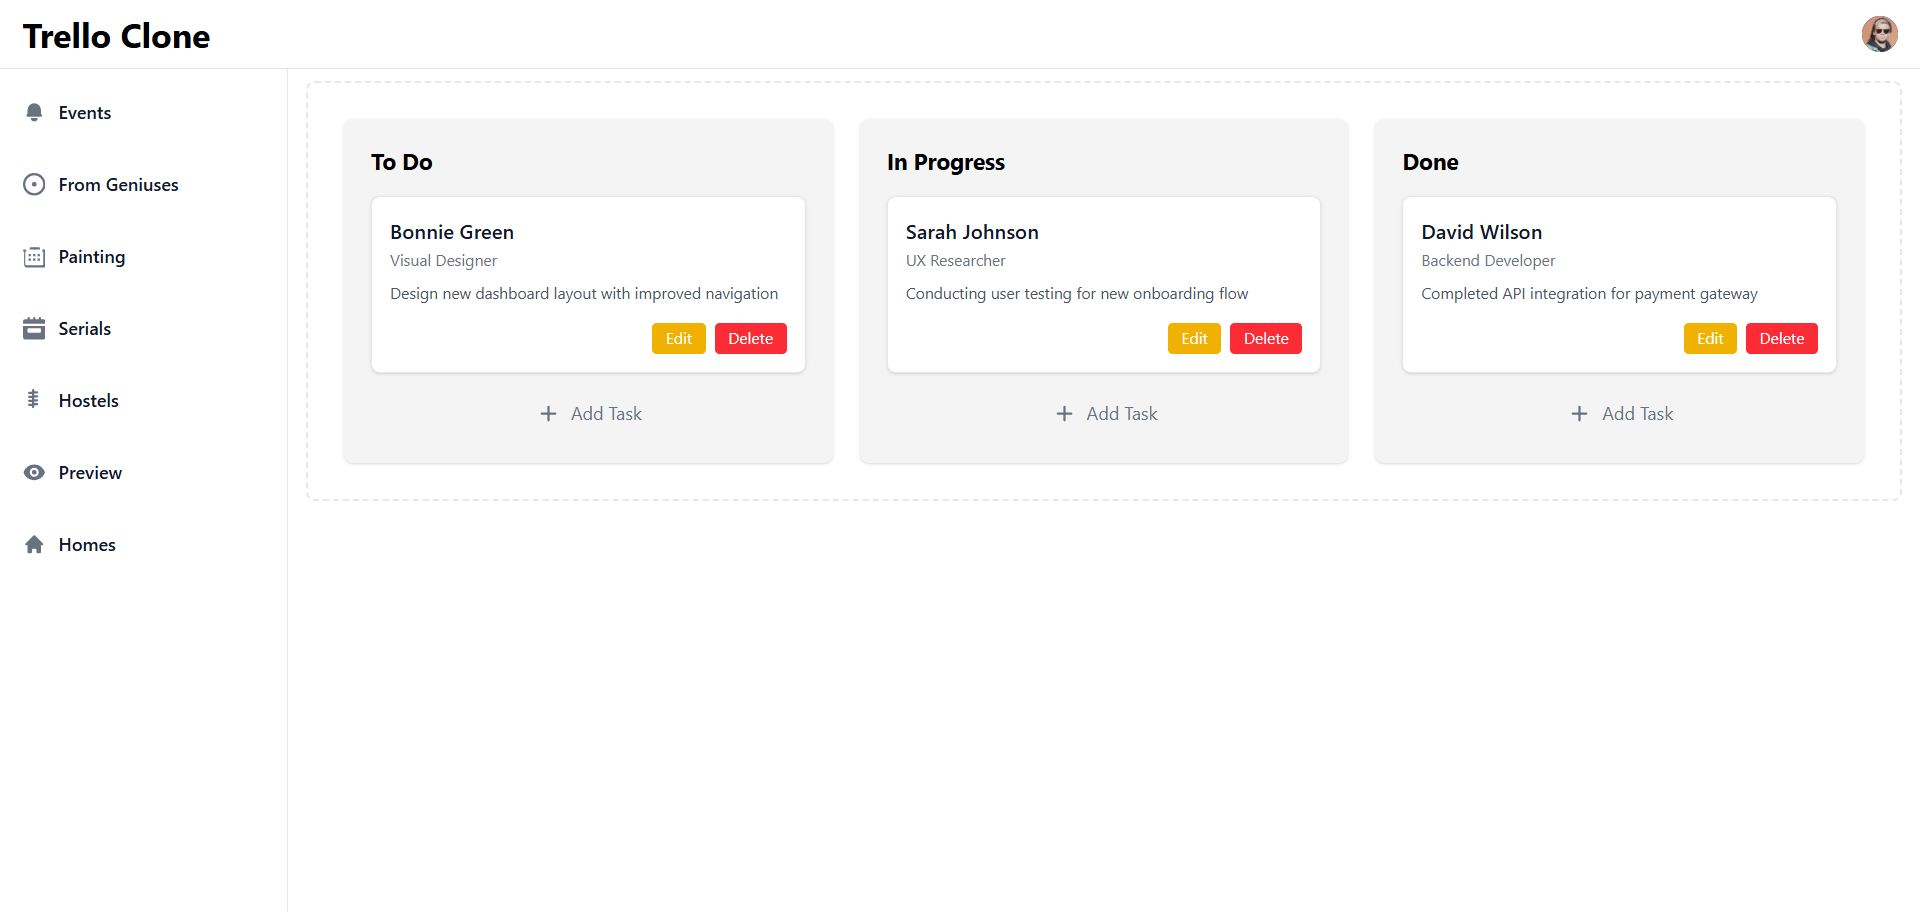 Trello Clone
Events
From Geniuses
Painting
Serials
Hostels
Preview
Homes
To Do
Bonnie Green
Visual Designer
Design new dashboard layout with improved navigation
Edit Delete
Add Task
In Progress
Sarah Johnson
UX Researcher
Conducting user testing for new onboarding flow
Edit Delete
Add Task
Done
David Wilson
Backend Developer
Completed API integration for payment gateway
Edit Delete
Add Task